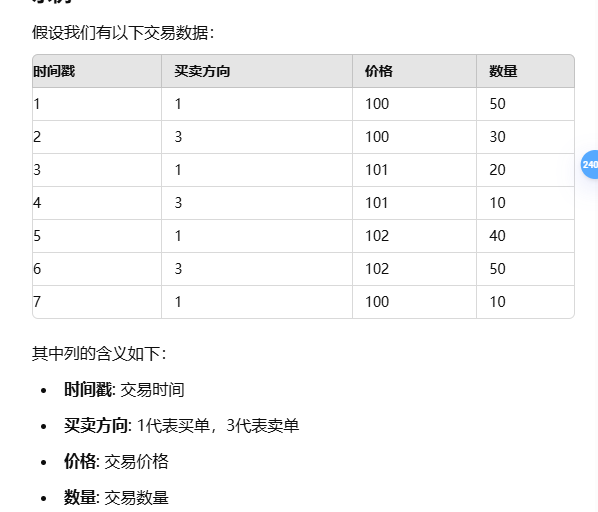 假设我们有以下交易数据：
时间戳 买卖方向 价格 数量
1 1 100 50
2 3 100 30
3 1 101 20
4 3 101 10
5 1 102 40
6 3 102 50
7 1 100 10
240
其中列的含义如下：
• 时间戳: 交易时间
• 买卖方向: 1代表买单，3代表卖单
• 价格: 交易价格
• 数量: 交易数量